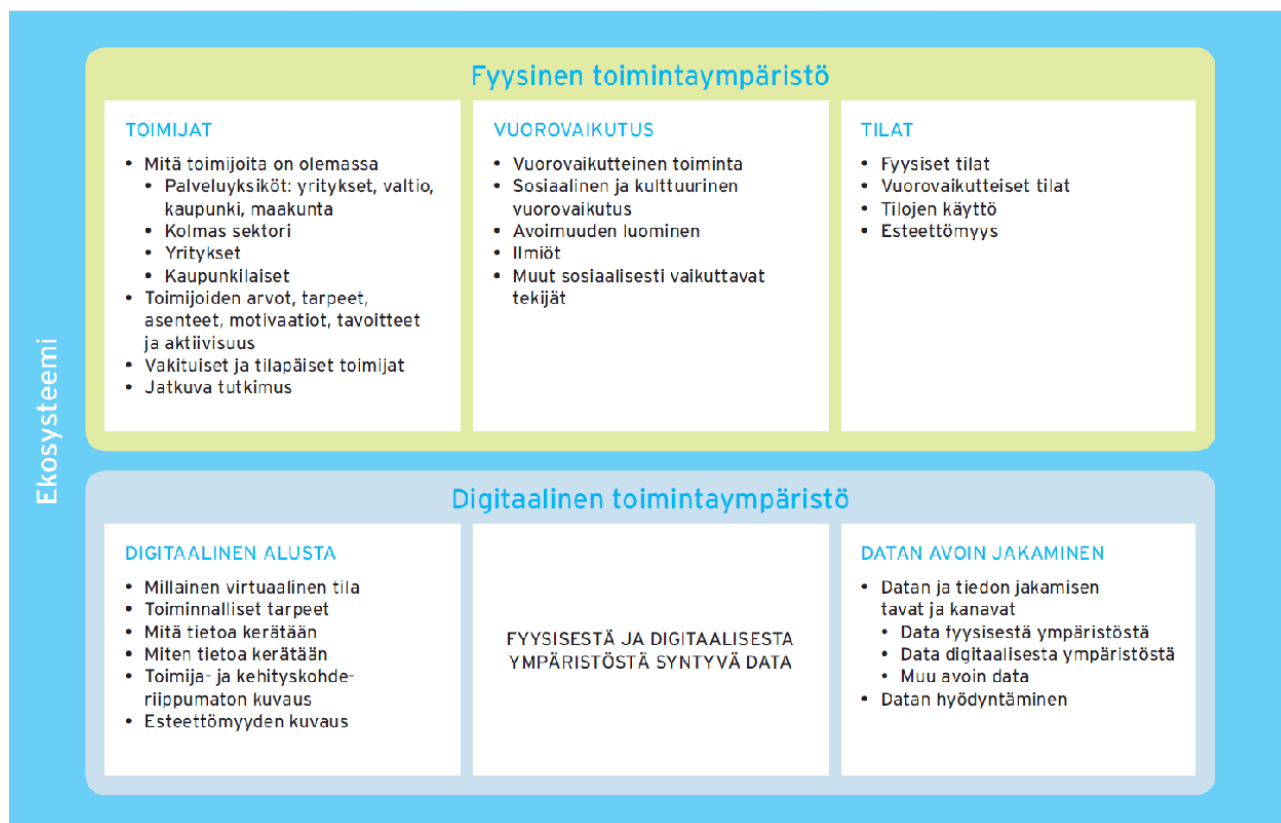 Ekosysteemi
Fyysinen toimintaympäristö
TOIMIJAT
• Mitä toimijoita on olemassa
• Palveluyksiköt: yritykset, valtio,
kaupunki, maakunta
• Kolmas sektori
• Yritykset
• Kaupunkilaiset
• Toimijoiden arvot, tarpeet,
asenteet, motivaatiot, tavoitteet
ja aktiivisuus
• Vakituiset ja tilapäiset toimijat
• Jatkuva tutkimus
VUOROVAIKUTUS
• Vuorovaikutteinen toiminta
• Sosiaalinen ja kulttuurinen
vuorovaikutus
• Avoimuuden luominen
• Ilmiöt
• Muut sosiaalisesti vaikuttavat
tekijät
TILAT
• Fyysiset tilat
• Vuorovaikutteiset tilat
• Tilojen käyttö
• Esteettömyys
Digitaalinen toimintaympäristö
DIGITAALINEN ALUSTA
• Millainen virtuaalinen tila
• Toiminnalliset tarpeet
• Mitä tietoa kerätään
• Miten tietoa kerätään
• Toimija- ja kehityskohde-
riippumaton kuvaus
• Esteettömyyden kuvaus
FYYSISESTÄ JA DIGITAALISESTA
YMPÄRISTÖSTÄ SYNTYVÄ DATA
DATAN AVOIN JAKAMINEN
• Datan ja tiedon jakamisen
tavat ja kanavat
• Data fyysisestä ympäristöstä
• Data digitaalisesta ympäristöstä
• Muu avoin data
• Datan hyödyntäminen